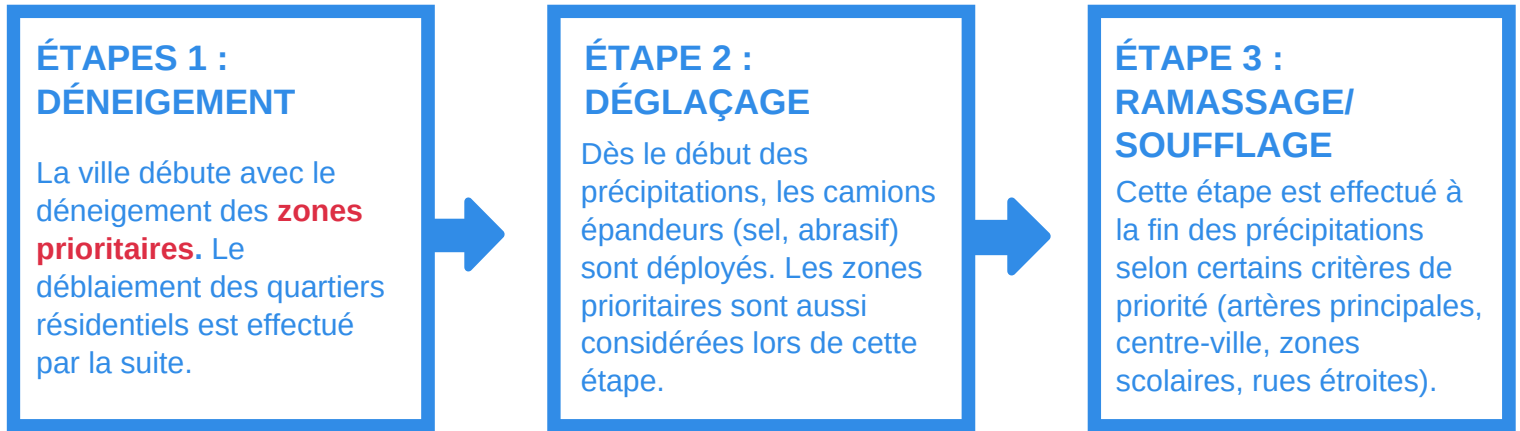 ÉTAPES 1 :
DÉNEIGEMENT
La ville débute avec le
déneigement des zones
prioritaires. Le
déblaiement des quartiers
résidentiels est effectué
par la suite.
ÉTAPE 2 :
DÉGLAÇAGE
Dès le début des
précipitations, les camions
épandeurs (sel, abrasif)
sont déployés. Les zones
prioritaires sont aussi
considérées lors de cette
étape.
ÉTAPE 3 :
RAMASSAGE/
SOUFFLAGE
Cette étape est effectué à
la fin des précipitations
selon certains critères de
priorité (artères principales,
centre-ville, zones
scolaires, rues étroites).